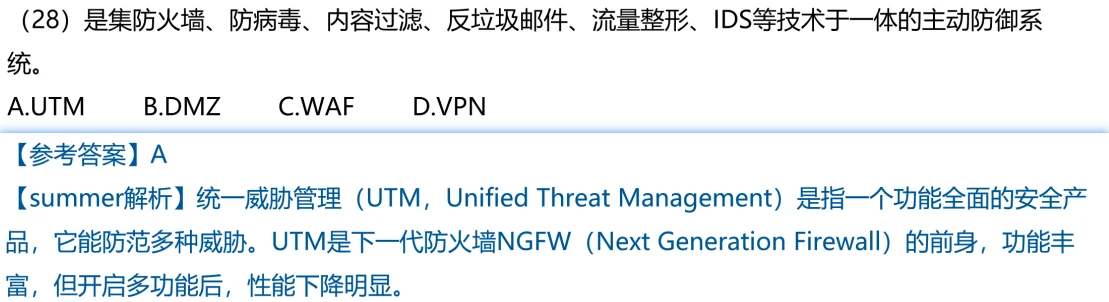 （28）是集防火墙、防病毒、内容过滤、反垃圾邮件、流量整形、IDS等技术于一体的主动防御系
统。
A.UTM B.DMZ C.WAF D.VPN
【参考答案】A
【summer解析】统一威胁管理（UTM，Unified Threat Management）是指一个功能全面的安全产
品，它能防范多种威胁。UTM是下一代防火墙NGFW（Next Generation Firewall）的前身，功能丰
富，但开启多功能后，性能下降明显。